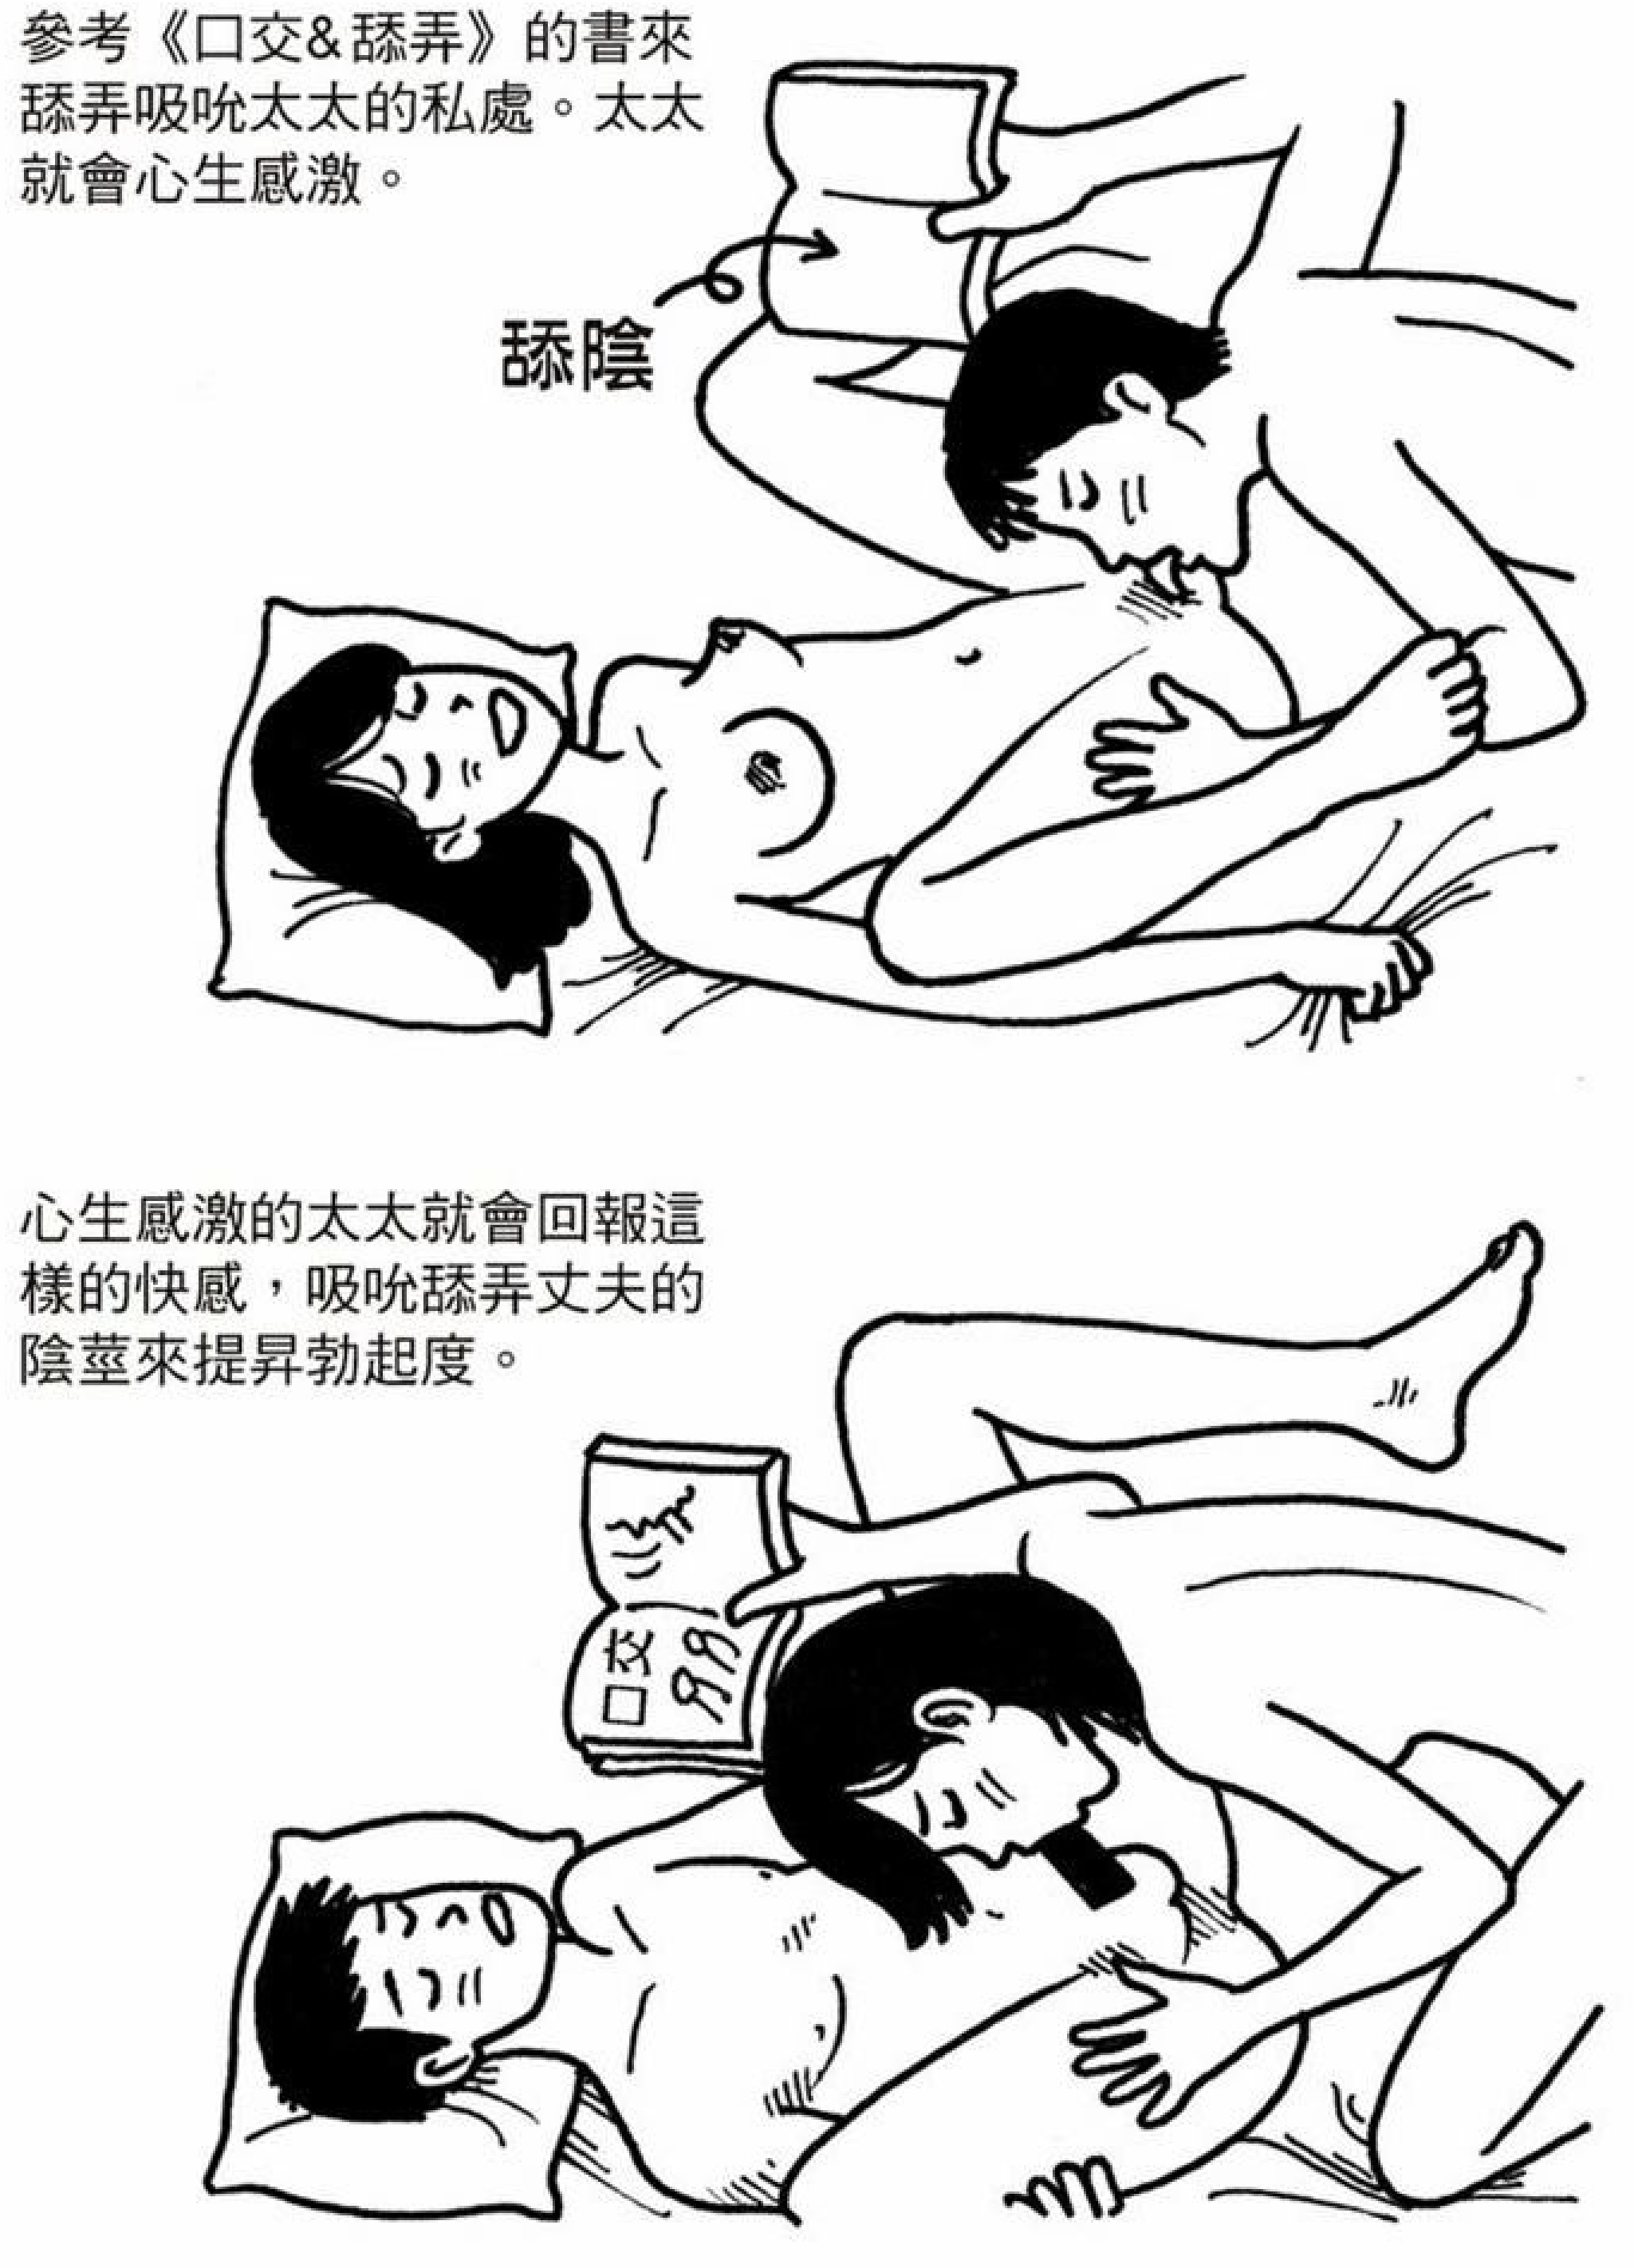 參考《口交&舔弄》的書來
舔弄吸吮太太的私處。太太
就會心生感激。
舔陰
心生感激的太太就會回報這
樣的快感，吸吮舔弄丈夫的
陰莖來提昇勃起度。
口交